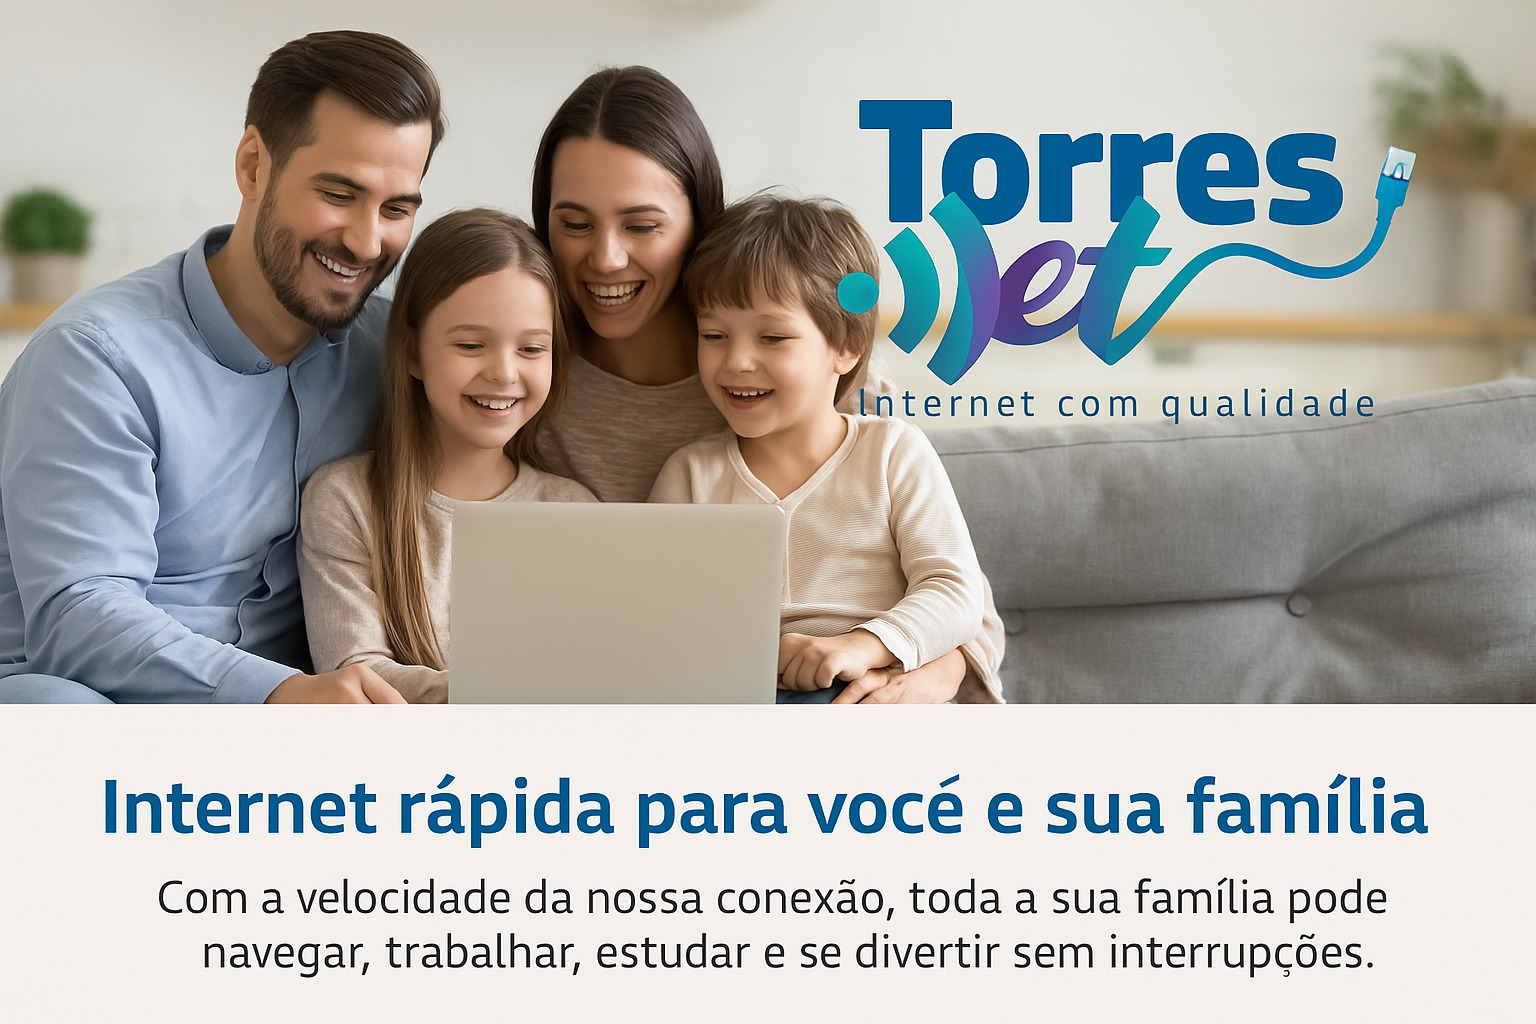 Torres
Net
Internet com qualidade
Internet rápida para vocé e sua família
Com a velocidade da nossa conexão, toda a sua família pode
navegar, trabalhar, estudar e se divertir sem interrupções.